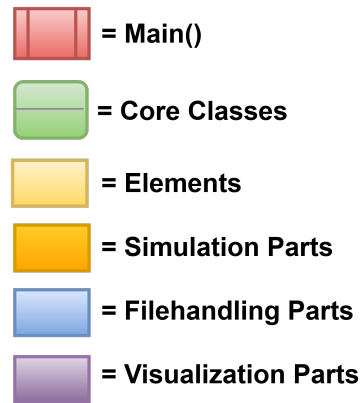 = Main()
= Core Classes
= Elements
= Simulation Parts
= Filehandling Parts
= Visualization Parts